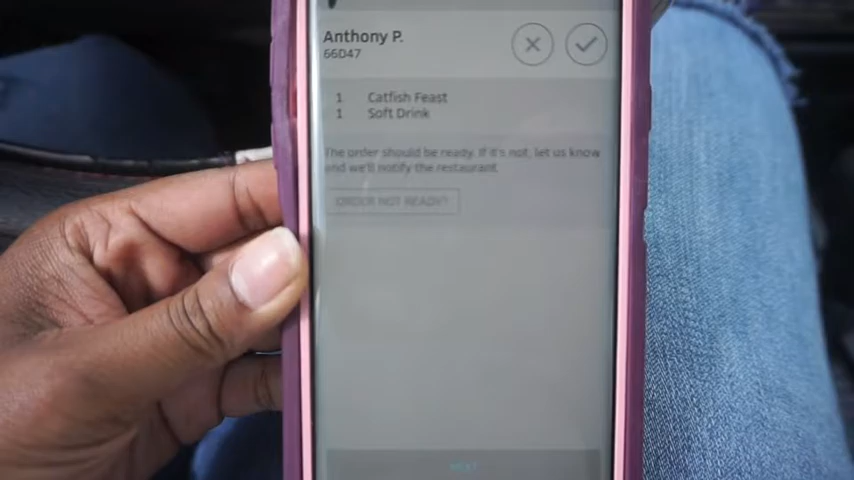 Anthony P.
66D47
1 Catfish Feast
1 Soft Drink
The order should be ready. If it's not, let us know
and we'll notify the restaurant.
ORDER NOT READY?
NEXT